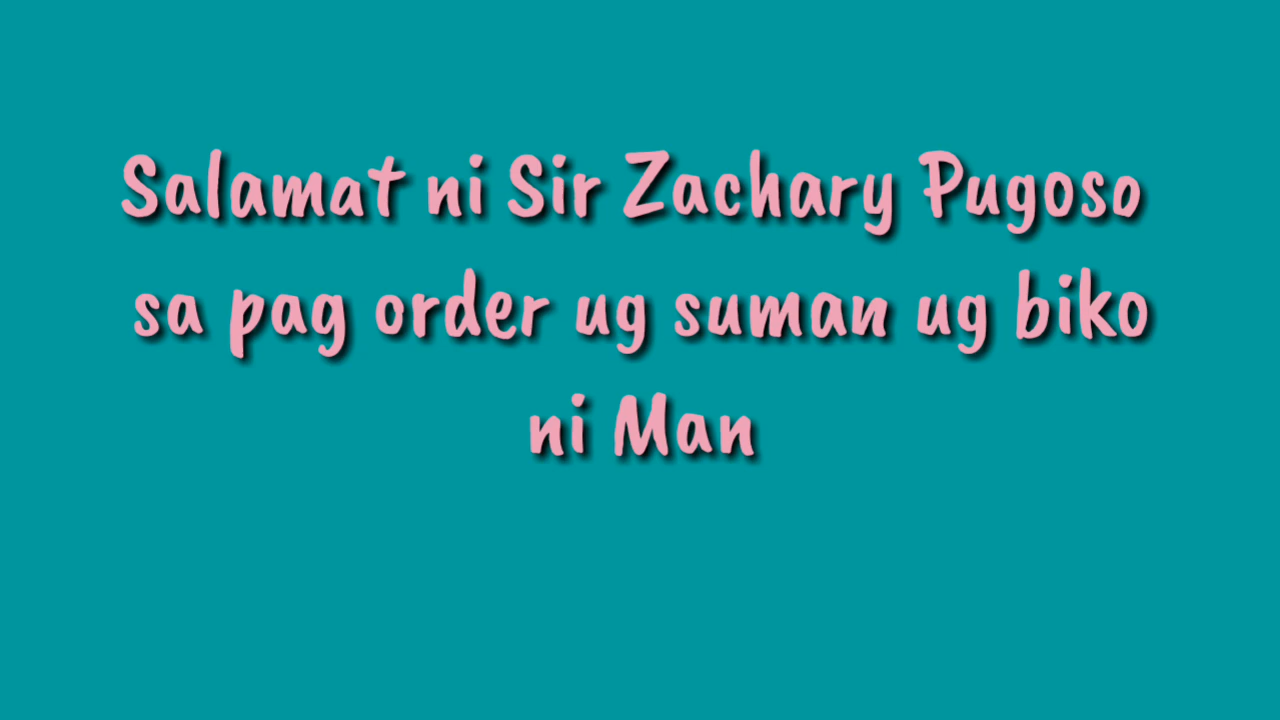 Salamat ni Sir Zachary Pugoso
sa pag order ug suman ug biko
ni Man